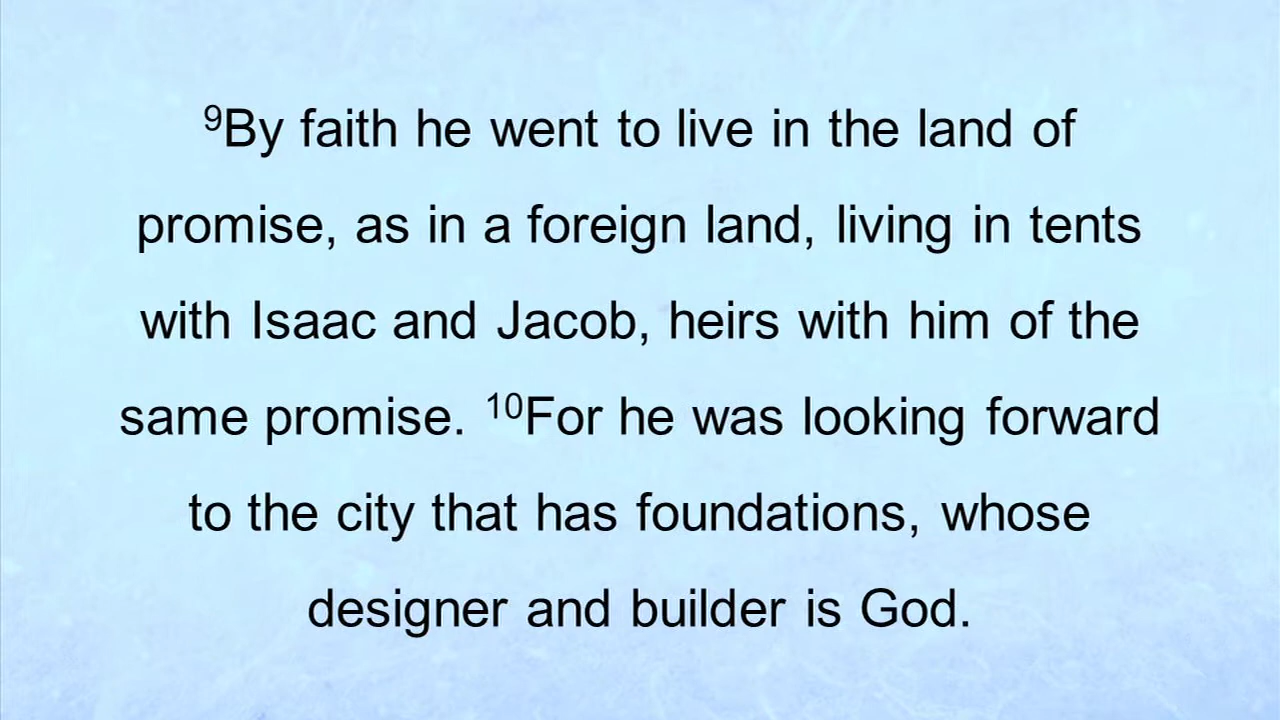 ⁹By faith he went to live in the land of
promise, as in a foreign land, living in tents
with Isaac and Jacob, heirs with him of the
same promise. ¹⁰For he was looking forward
to the city that has foundations, whose
designer and builder is God.